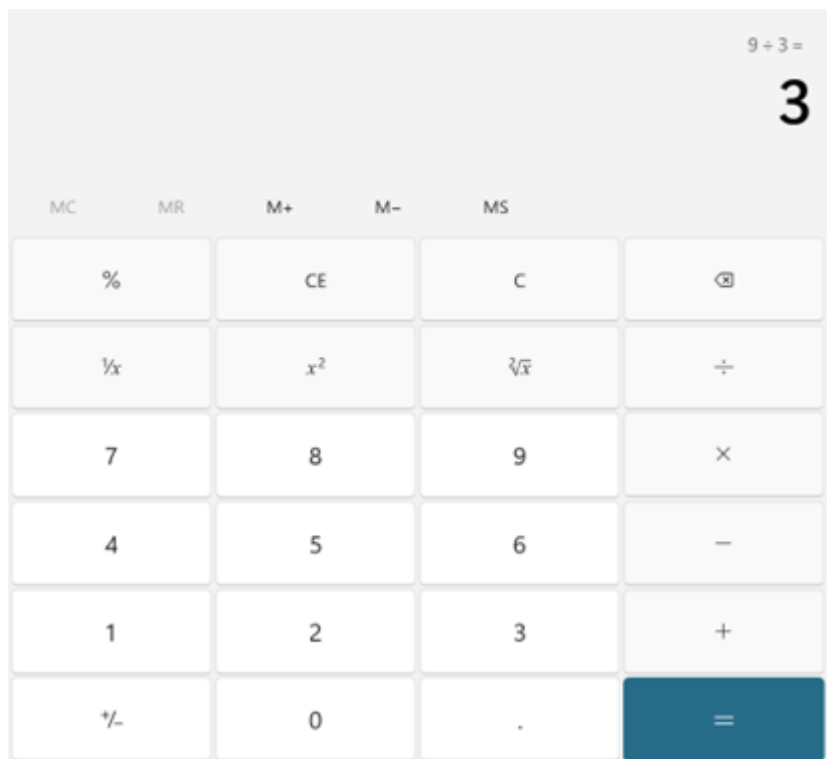 9 ÷ 3 =
3
MC MR M+ M− MS
% CE C
⅟x x² ²√x ÷
7 8 9 ×
4 5 6 −
1 2 3 +
+/− 0 . =